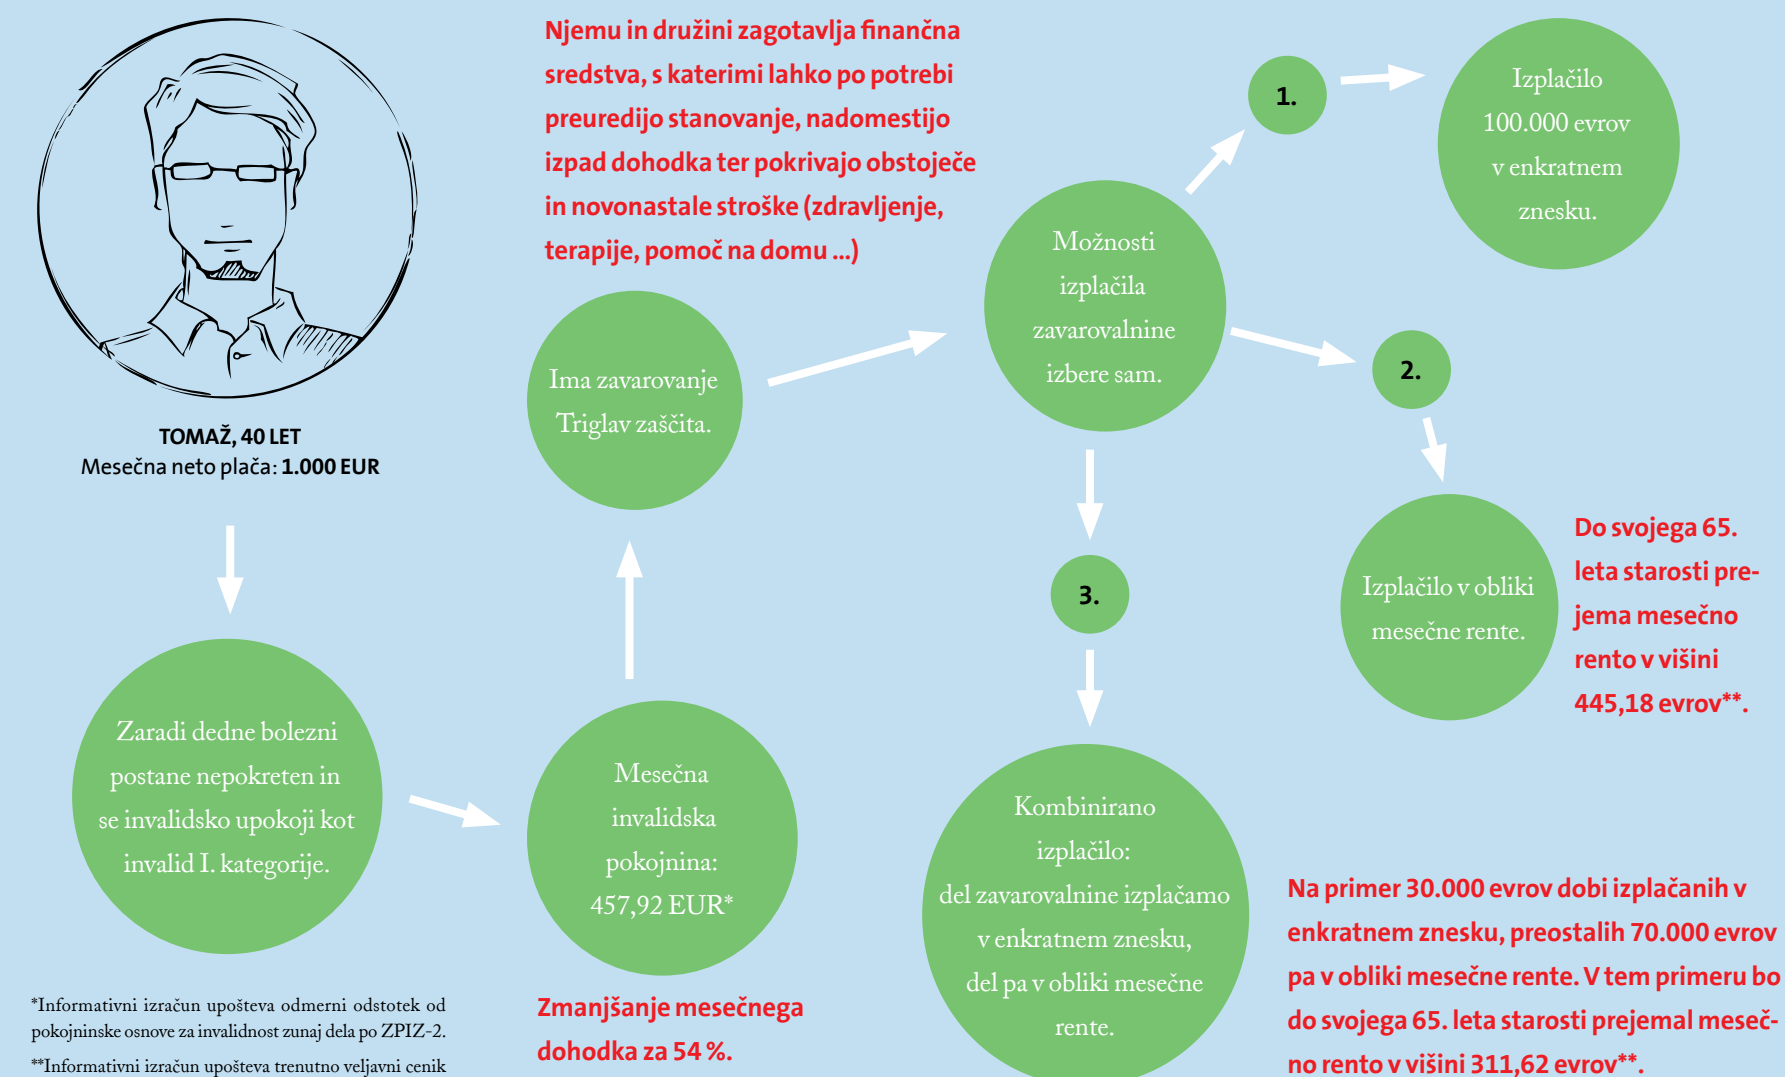 TOMAŽ, 40 LET
Mesečna neto plača: 1.000 EUR
Zaradi dedne bolezni
postane nepokreten in
se invalidsko upokoji kot
invalid I. kategorije.
Mesečna
invalidska
pokojnina:
457,92 EUR*
Zmanjšanje mesečnega
dohodka za 54 %.
Ima zavarovanje
Triglav zaščita.
Njemu in družini zagotavlja finančna
sredstva, s katerimi lahko po potrebi
preuredijo stanovanje, nadomestijo
izpad dohodka ter pokrivajo obstoječe
in novonastale stroške (zdravljenje,
terapije, pomoč na domu ...)
Možnosti
izplačila
zavarovalnine
izbere sam.
1.
Izplačilo
100.000 evrov
v enkratnem
znesku.
2.
Izplačilo v obliki
mesečne rente.
Do svojega 65.
leta starosti pre-
jema mesečno
rento v višini
445,18 evrov**.
3.
Kombinirano
izplačilo:
del zavarovalnine izplačamo
v enkratnem znesku,
del pa v obliki mesečne
rente.
Na primer 30.000 evrov dobi izplačanih v
enkratnem znesku, preostalih 70.000 evrov
pa v obliki mesečne rente. V tem primeru bo
do svojega 65. leta starosti prejemal meseč-
no rento v višini 311,62 evrov**.
*Informativni izračun upošteva odmerni odstotek od
pokojninske osnove za invalidnost zunaj dela po ZPIZ-2.
**Informativni izračun upošteva trenutno veljavni cenik